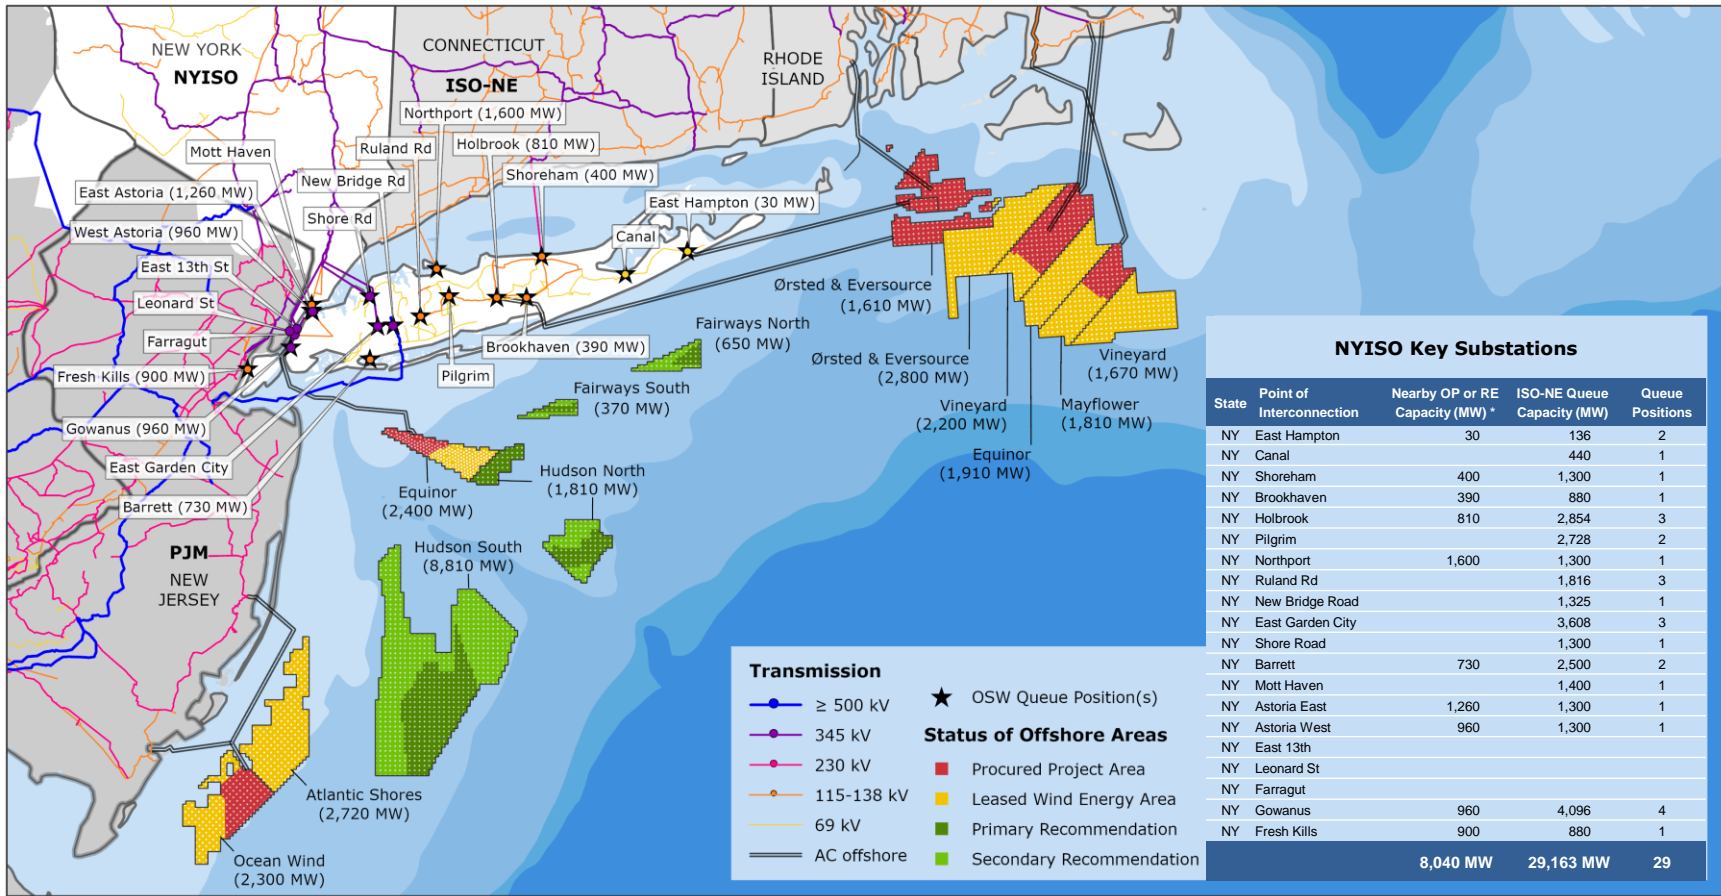 NEW YORK
NYISO
CONNECTICUT
ISO-NE
RHODE
ISLAND
Northport (1,600 MW)
Mott Haven
Ruland Rd
Holbrook (810 MW)
East Astoria (1,260 MW)
New Bridge Rd
Shoreham (400 MW)
Shore Rd
East Hampton (30 MW)
West Astoria (960 MW)
Canal
East 13th St
Leonard St
Farragut
Fresh Kills (900 MW)
Gowanus (960 MW)
East Garden City
Barrett (730 MW)
Brookhaven (390 MW)
Pilgrim
Ørsted & Eversource
(1,610 MW)
Fairways North
(650 MW)
Ørsted & Eversource
(2,800 MW)
Vineyard
(1,670 MW)
Fairways South
(370 MW)
Vineyard
(2,200 MW)
Mayflower
(1,810 MW)
Equinor
(1,910 MW)
Hudson North
(1,810 MW)
Equinor
(2,400 MW)
Hudson South
(8,810 MW)
PJM
NEW
JERSEY
Atlantic Shores
(2,720 MW)
Ocean Wind
(2,300 MW)
Transmission
≥ 500 kV
345 kV
230 kV
115-138 kV
69 kV
AC offshore
OSW Queue Position(s)
Status of Offshore Areas
Procured Project Area
Leased Wind Energy Area
Primary Recommendation
Secondary Recommendation
NYISO Key Substations
State Point of Interconnection Nearby OP or RE Capacity (MW) * ISO-NE Queue Capacity (MW) Queue Positions
NY East Hampton 30 136 2
NY Canal 440 1
NY Shoreham 400 1,300 1
NY Brookhaven 390 880 1
NY Holbrook 810 2,854 3
NY Pilgrim 2,728 2
NY Northport 1,600 1,300 1
NY Ruland Rd 1,816 3
NY New Bridge Road 1,325 1
NY East Garden City 3,608 3
NY Shore Road 1,300 1
NY Barrett 730 2,500 2
NY Mott Haven 1,400 1
NY Astoria East 1,260 1,300 1
NY Astoria West 960 1,300 1
NY East 13th
NY Leonard St
NY Farragut
NY Gowanus 960 4,096 4
NY Fresh Kills 900 880 1
8,040 MW 29,163 MW 29